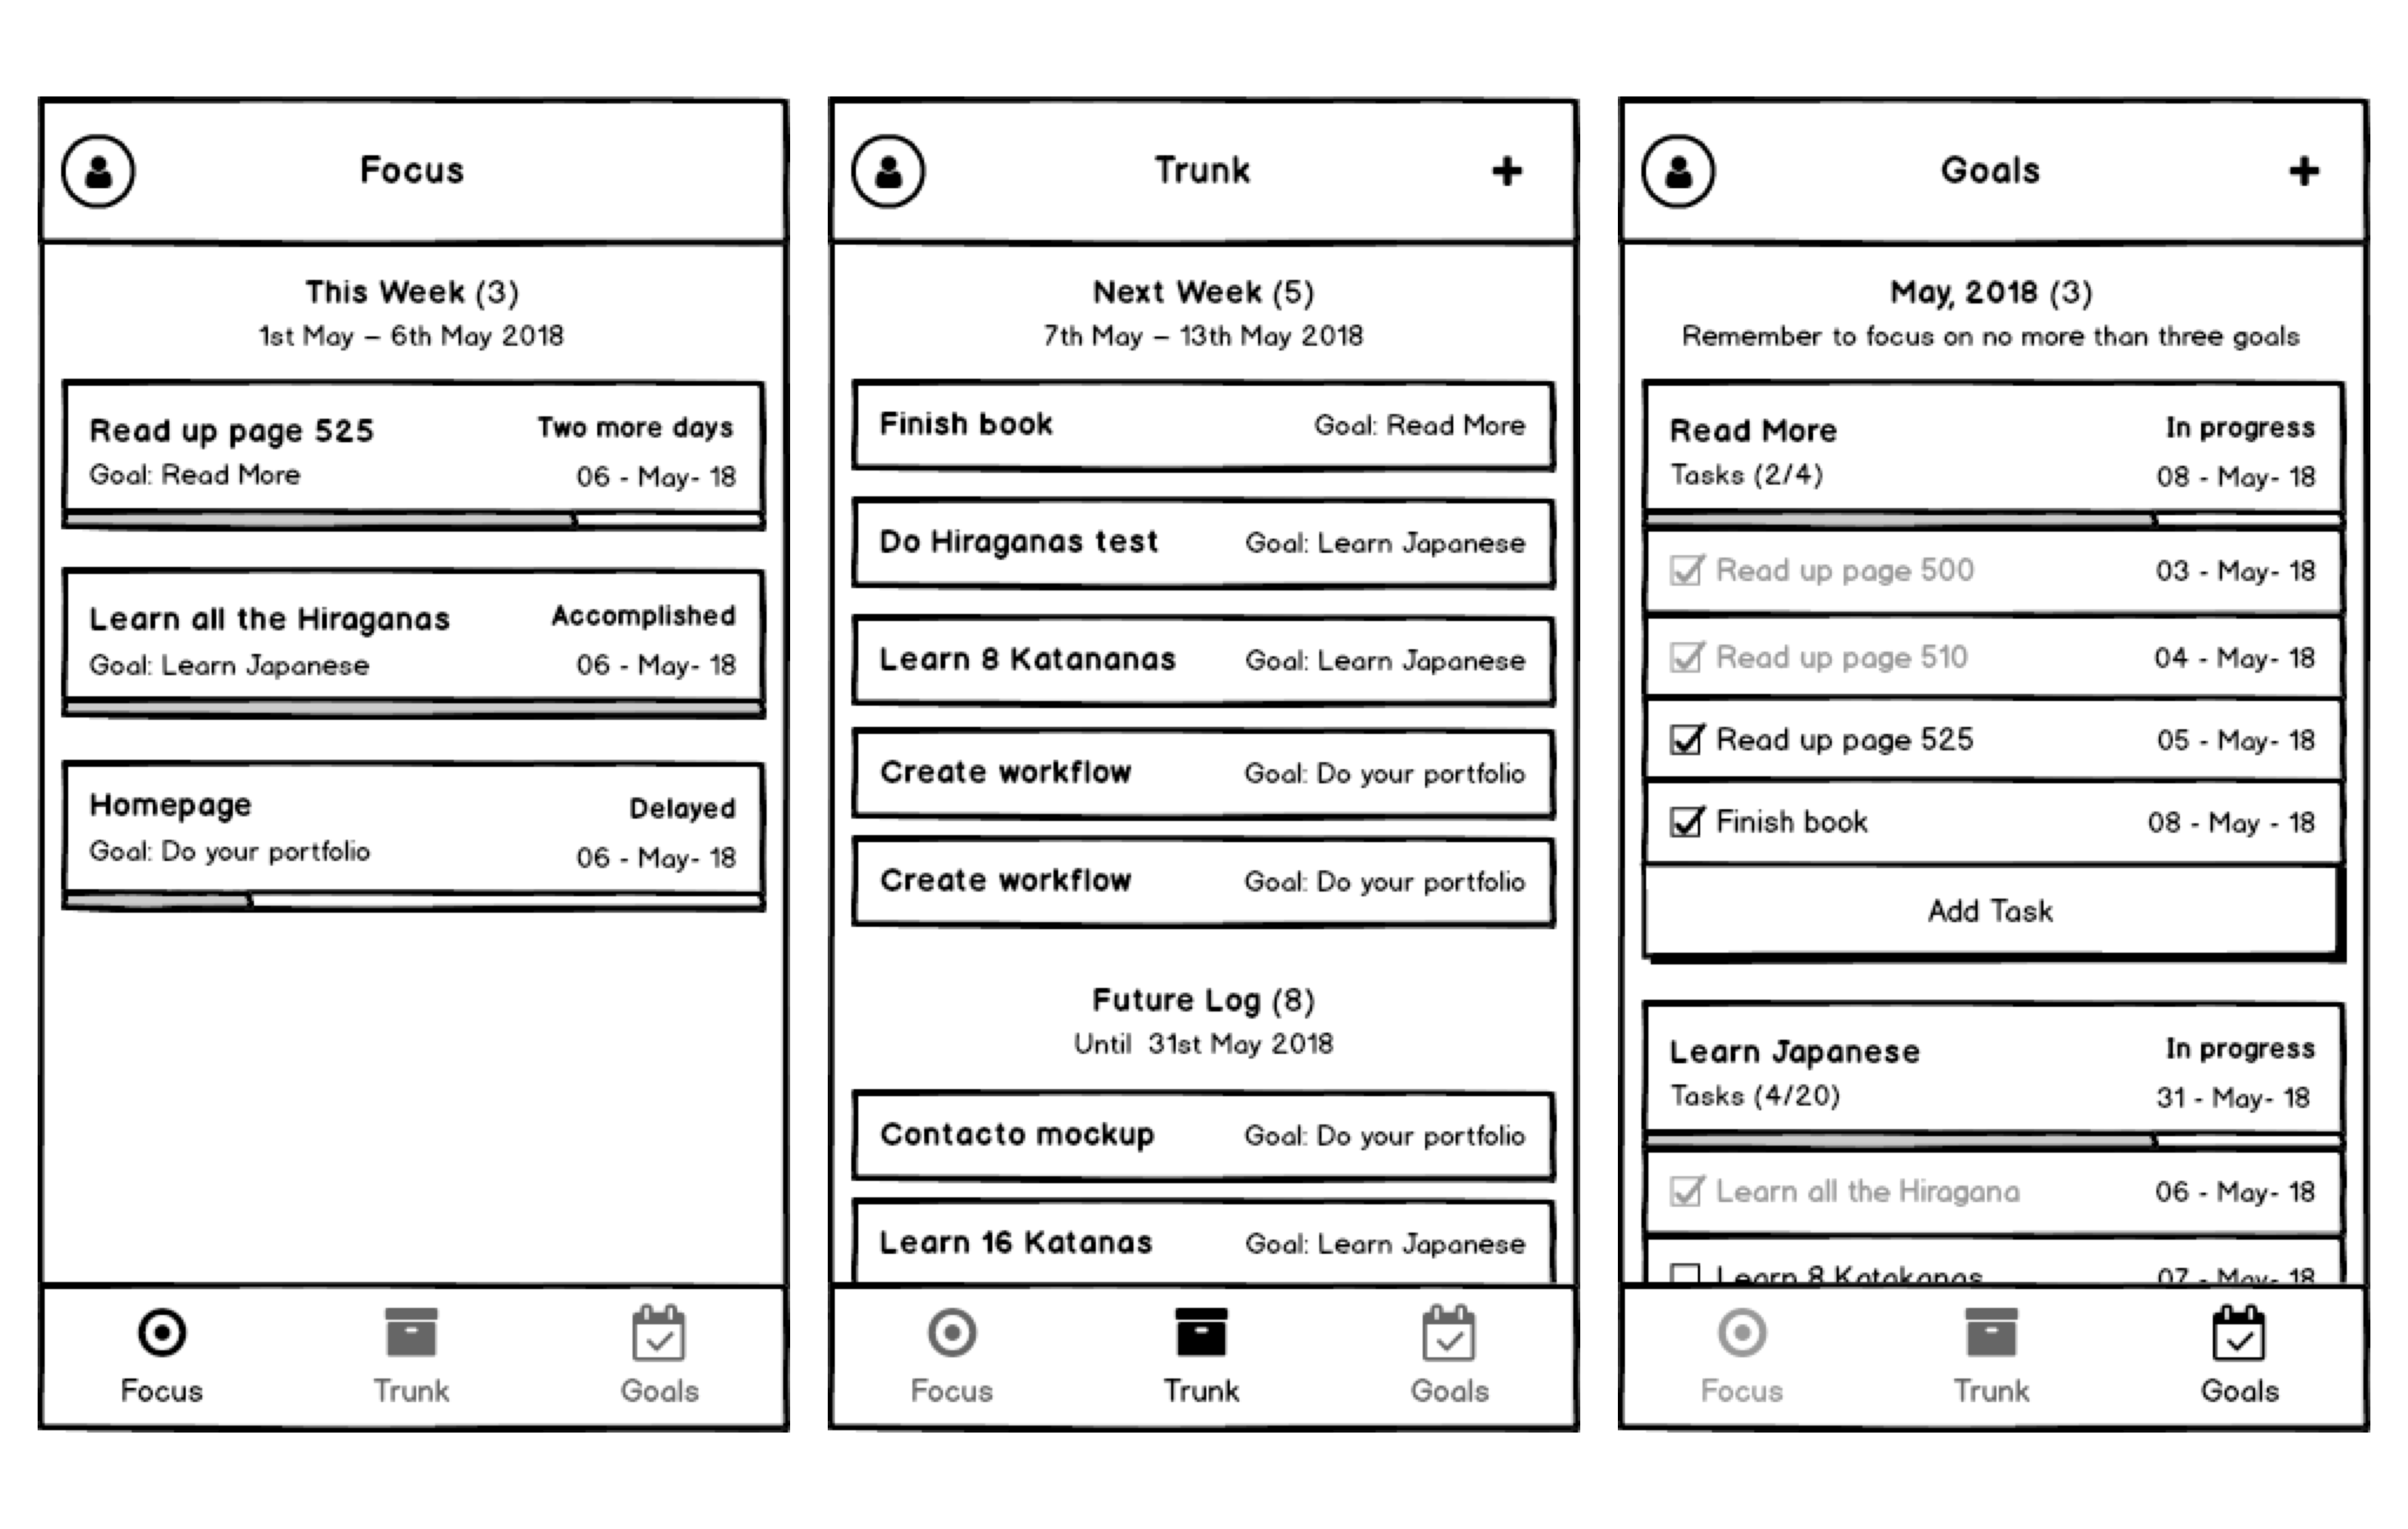 Focus
This Week (3)
1st May – 6th May 2018
Read up page 525 Two more days
Goal: Read More 06 - May- 18
Learn all the Hiraganas Accomplished
Goal: Learn Japanese 06 - May- 18
Homepage Delayed
Goal: Do your portfolio 06 - May- 18
Focus Trunk Goals
Trunk +
Next Week (5)
7th May – 13th May 2018
Finish book Goal: Read More
Do Hiraganas test Goal: Learn Japanese
Learn 8 Katananas Goal: Learn Japanese
Create workflow Goal: Do your portfolio
Create workflow Goal: Do your portfolio
Future Log (8)
Until 31st May 2018
Contacto mockup Goal: Do your portfolio
Learn 16 Katanas Goal: Learn Japanese
Focus Trunk Goals
Goals +
May, 2018 (3)
Remember to focus on no more than three goals
Read More In progress
Tasks (2/4) 08 - May- 18
Read up page 500 03 - May- 18
Read up page 510 04 - May- 18
Read up page 525 05 - May- 18
Finish book 08 - May - 18
Add Task
Learn Japanese In progress
Tasks (4/20) 31 - May- 18
Learn all the Hiragana 06 - May- 18
Learn 8 Katakanas 07 - May- 18
Focus Trunk Goals